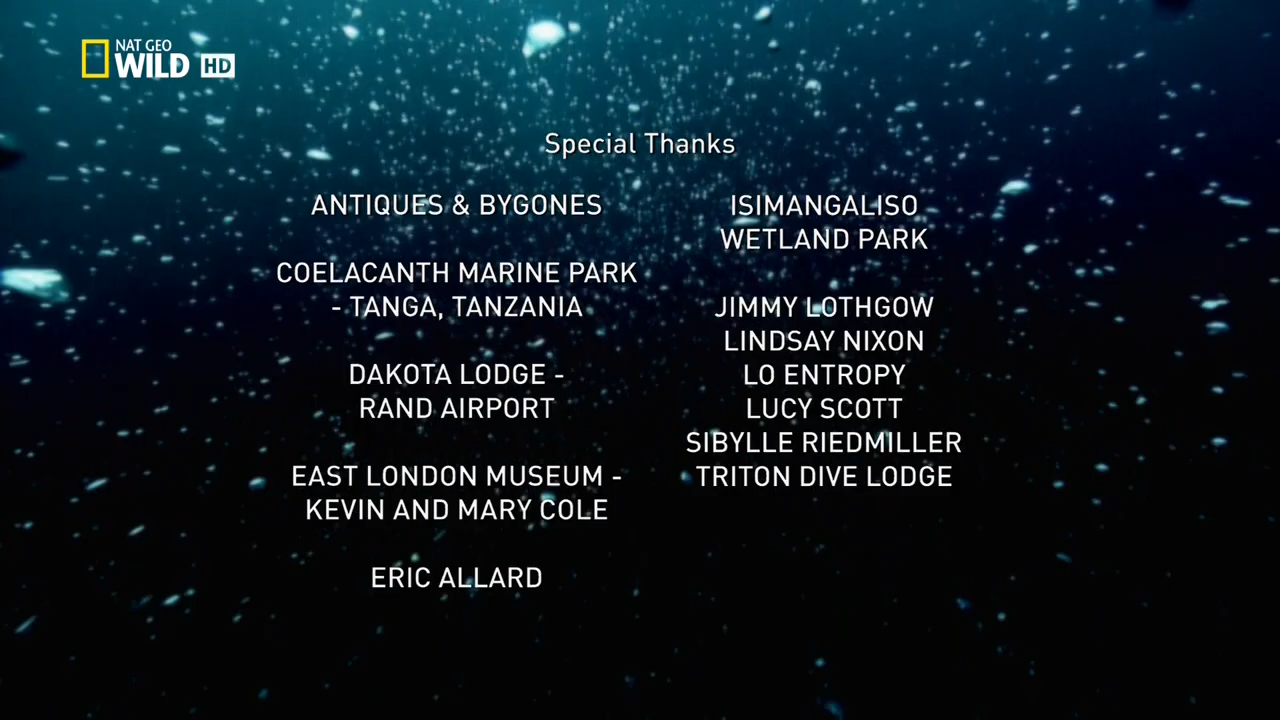 NAT GEO
WILD HD
Special Thanks
ANTIQUES & BYGONES
COELACANTH MARINE PARK
- TANGA, TANZANIA
DAKOTA LODGE -
RAND AIRPORT
EAST LONDON MUSEUM -
KEVIN AND MARY COLE
ERIC ALLARD
ISIMANGALISO
WETLAND PARK
JIMMY LOTHGOW
LINDSAY NIXON
LO ENTROPY
LUCY SCOTT
SIBYLLE RIEDMILLER
TRITON DIVE LODGE